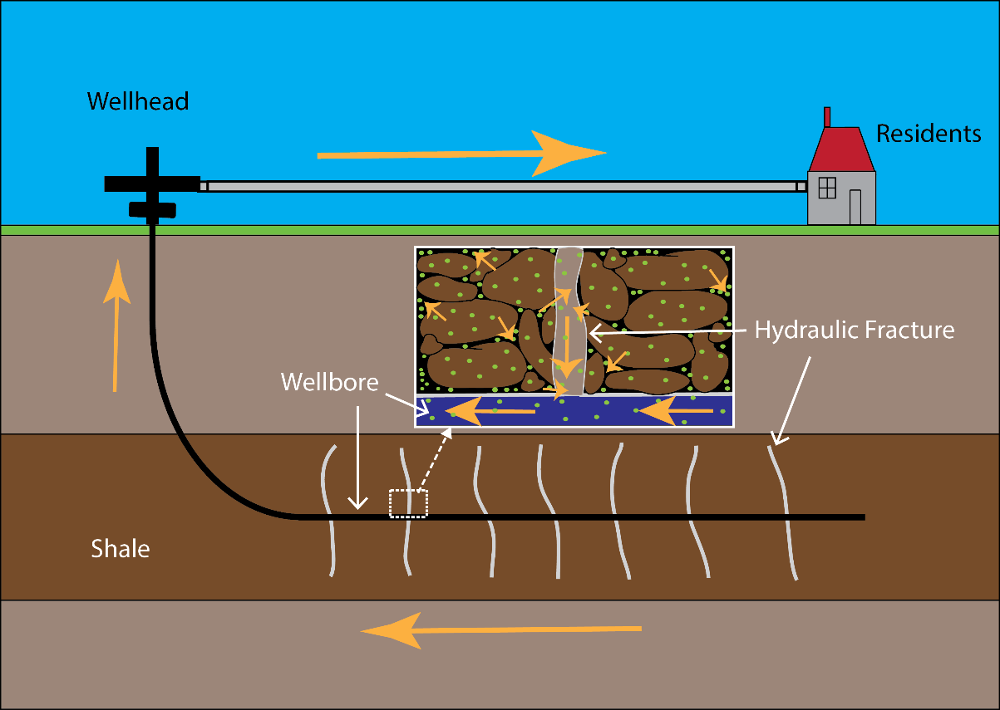 Wellhead
Residents
Hydraulic Fracture
Wellbore
Shale